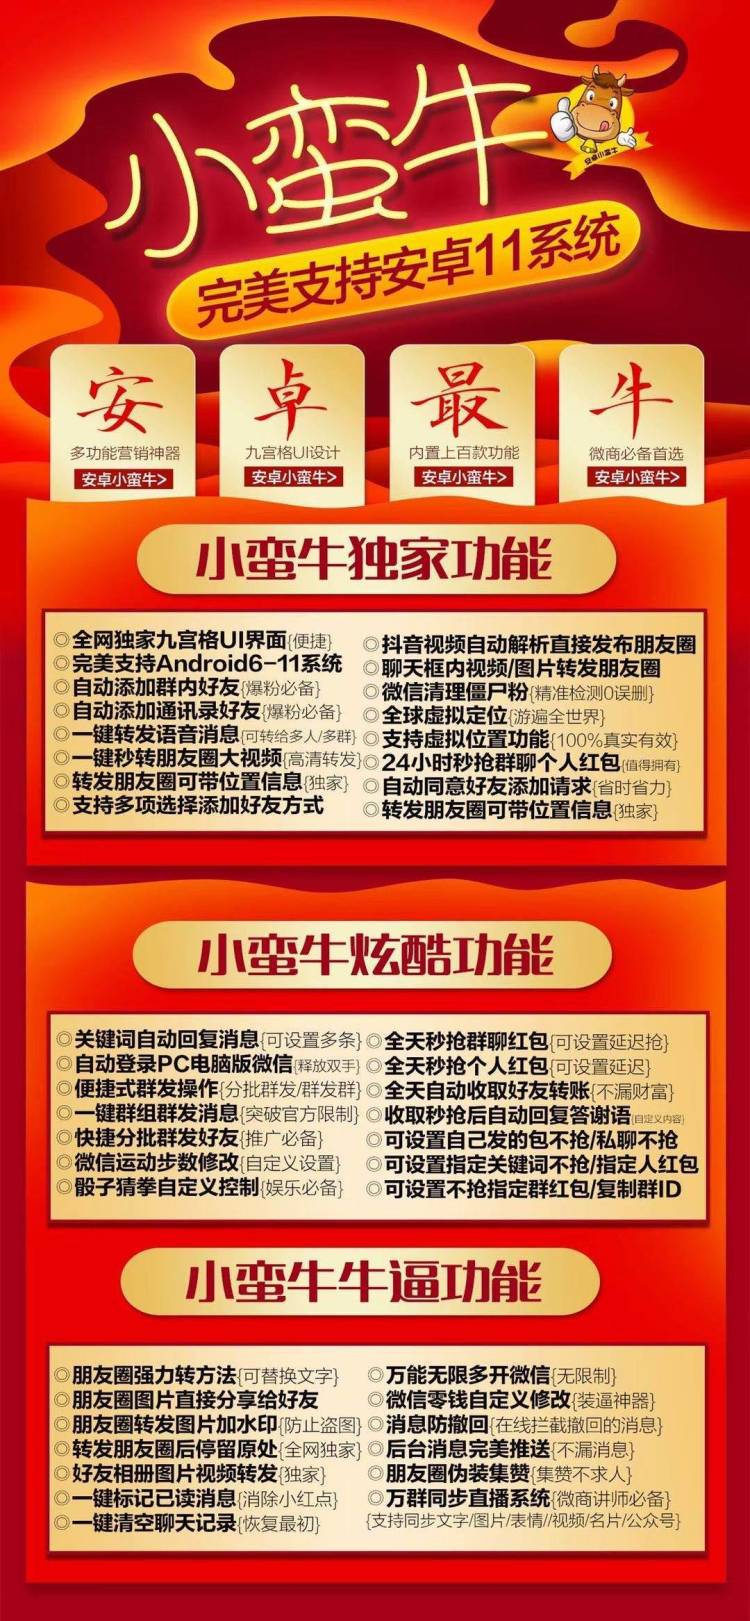 小蛮牛
安卓小蛮牛
完美支持安卓11系统
安
多功能营销神器
安卓小蛮牛>
卓
九宫格UI设计
安卓小蛮牛>
最
内置上百款功能
安卓小蛮牛>
牛
微商必备首选
安卓小蛮牛>
小蛮牛独家功能
◎全网独家九宫格UI界面{便捷}
◎完美支持Android6-11系统
◎自动添加群内好友{爆粉必备}
◎自动添加通讯录好友{爆粉必备}
◎一键转发语音消息{可转给多人/多群}
◎一键秒转朋友圈大视频{高清转发}
◎转发朋友圈可带位置信息{独家}
◎支持多项选择添加好友方式
◎抖音视频自动解析直接发布朋友圈
◎聊天框内视频/图片转发朋友圈
◎微信清理僵尸粉{精准检测0误删}
◎全球虚拟定位{游遍全世界}
◎支持虚拟位置功能{100%真实有效}
◎24小时秒抢群聊个人红包{值得拥有}
◎自动同意好友添加请求{省时省力}
◎转发朋友圈可带位置信息{独家}
小蛮牛炫酷功能
◎关键词自动回复消息{可设置多条}
◎自动登录PC电脑版微信{释放双手}
◎便捷式群发操作{分批群发/群发群}
◎一键群组群发消息{突破官方限制}
◎快捷分批群发好友{推广必备}
◎微信运动步数修改{自定义设置}
◎骰子猜拳自定义控制{娱乐必备}
◎全天秒抢群聊红包{可设置延迟抢}
◎全天秒抢个人红包{可设置延迟}
◎全天自动收取好友转账{不漏财富}
◎收取秒抢后自动回复答谢语{自定义内容}
◎可设置自己发的包不抢/私聊不抢
◎可设置指定关键词不抢/指定人红包
◎可设置不抢指定群红包/复制群ID
小蛮牛牛逼功能
◎朋友圈强力转方法{可替换文字}
◎朋友圈图片直接分享给好友
◎朋友圈转发图片加水印{防止盗图}
◎转发朋友圈后停留原处{全网独家}
◎好友相册图片视频转发{独家}
◎一键标记已读消息{消除小红点}
◎一键清空聊天记录{恢复最初}
◎万能无限多开微信{无限制}
◎微信零钱自定义修改{装逼神器}
◎消息防撤回{在线拦截撤回的消息}
◎后台消息完美推送{不漏消息}
◎朋友圈伪装集赞{集赞不求人}
◎万群同步直播系统{微商讲师必备}
{支持同步文字/图片/表情//视频/名片/公众号}